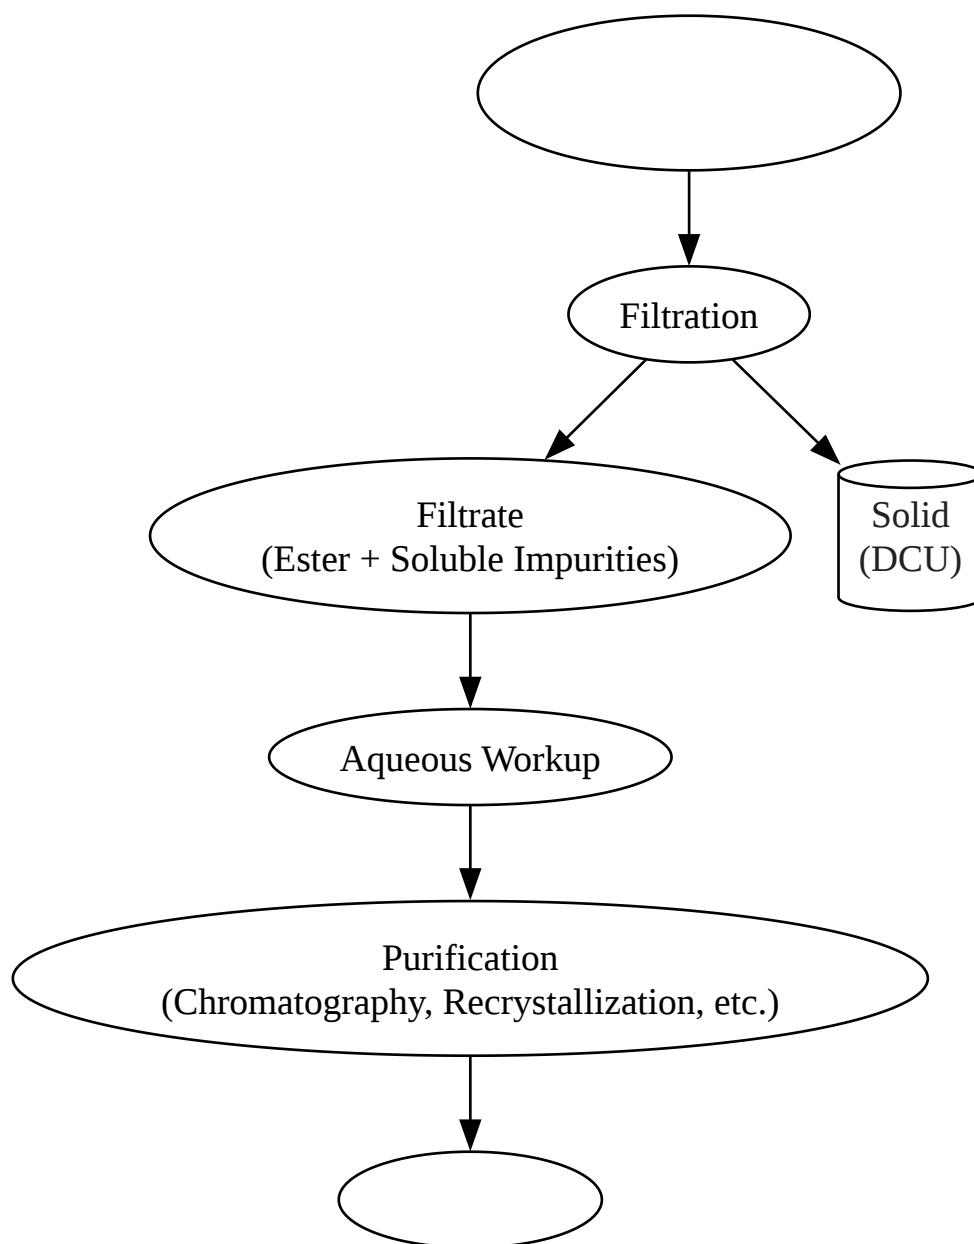 Filtration
Filtrate
(Ester + Soluble Impurities)
Solid
(DCU)
Aqueous Workup
Purification
(Chromatography, Recrystallization, etc.)